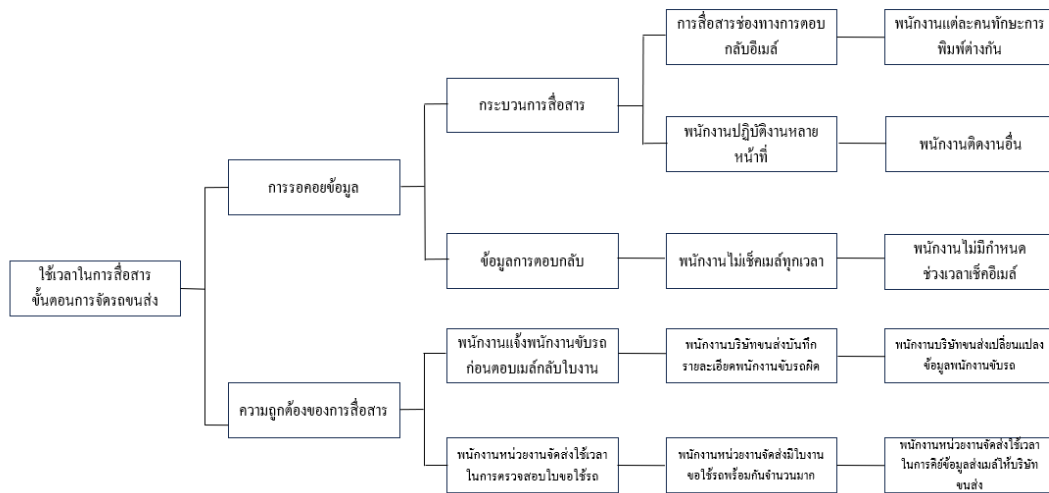 การสื่อสารช่องทางการตอบ
กลับอีเมล์
พนักงานแต่ละคนทักษะการ
พิมพ์ต่างกัน
กระบวนการสื่อสาร
พนักงานปฏิบัติงานหลาย
หน้าที่
พนักงานติดงานอื่น
การรอคอยข้อมูล
ข้อมูลการตอบกลับ
พนักงานไม่เช็คเมล์ทุกเวลา
พนักงานไม่มีกำหนด
ช่วงเวลาเช็คอีเมล์
ใช้เวลาในการสื่อสาร
ขั้นตอนการจัดรถขนส่ง
พนักงานแจ้งพนักงานขับรถ
ก่อนตอบเมล์กลับใบงาน
พนักงานบริษัทขนส่งบันทึก
รายละเอียดพนักงานขับรถผิด
พนักงานบริษัทขนส่งเปลี่ยนแปลง
ข้อมูลพนักงานขับรถ
ความถูกต้องของการสื่อสาร
พนักงานหน่วยงานจัดส่งใช้เวลา
ในการตรวจสอบใบขอใช้รถ
พนักงานหน่วยงานจัดส่งมีใบงาน
ขอใช้รถพร้อมกันจำนวนมาก
พนักงานหน่วยงานจัดส่งใช้เวลา
ในการคีย์ข้อมูลส่งเมล์ให้บริษัท
ขนส่ง